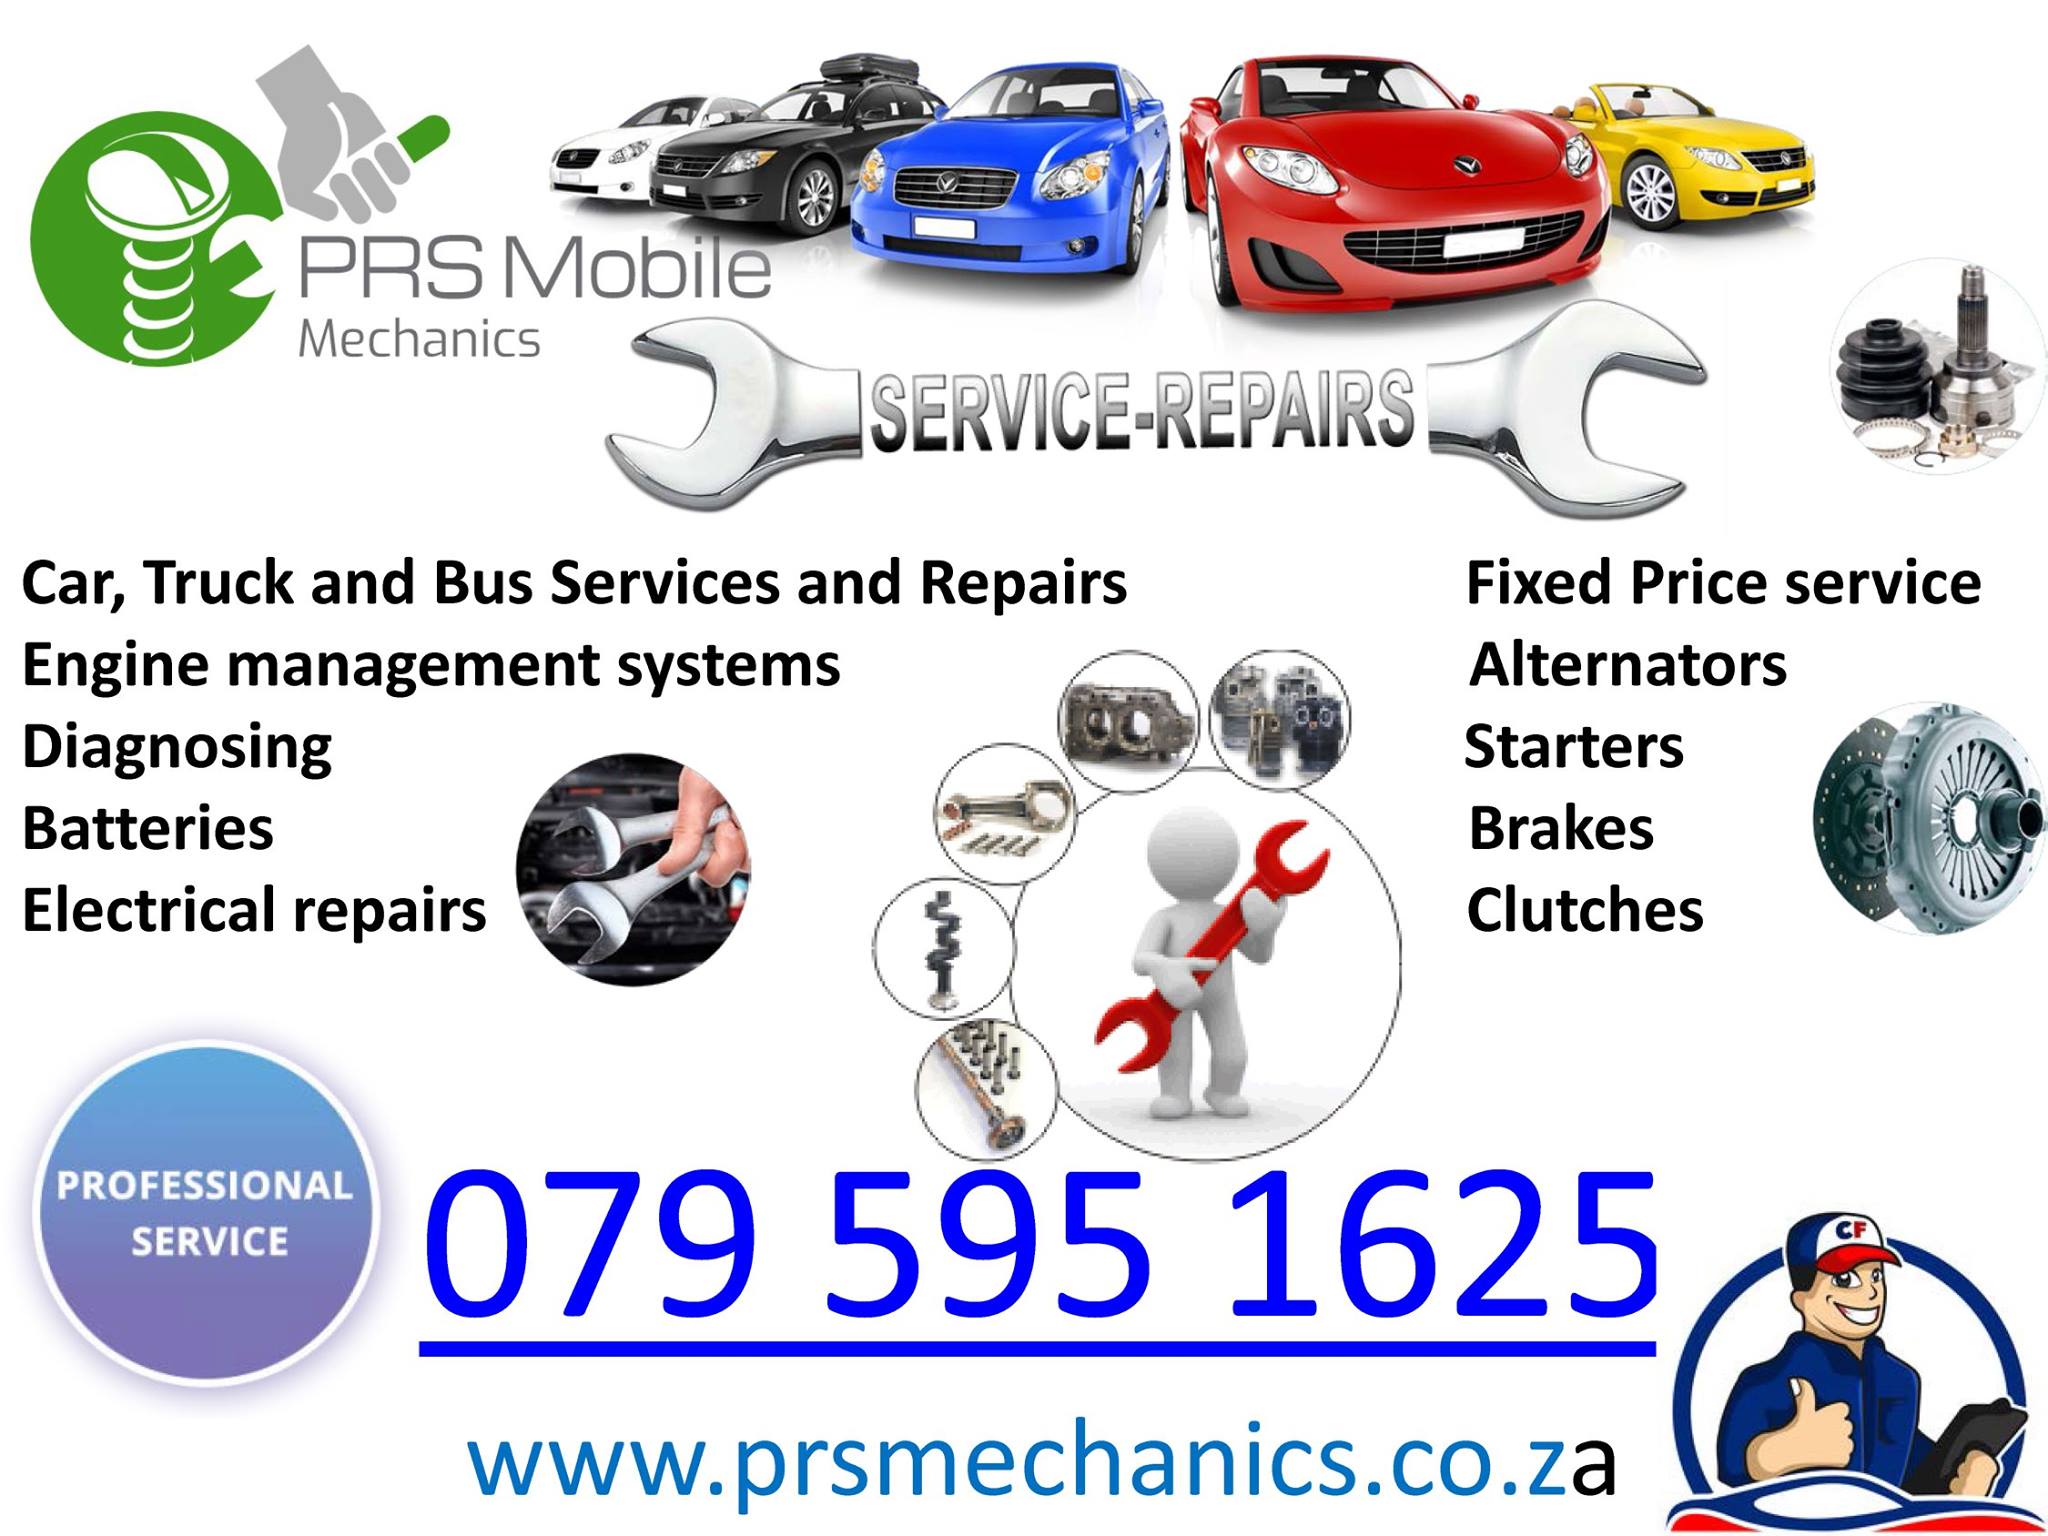 PRS Mobile
Mechanics
SERVICE-REPAIRS
Car, Truck and Bus Services and Repairs
Engine management systems
Diagnosing
Batteries
Electrical repairs
Fixed Price service
Alternators
Starters
Brakes
Clutches
PROFESSIONAL
SERVICE
079 595 1625
CF
www.prsmechanics.co.za